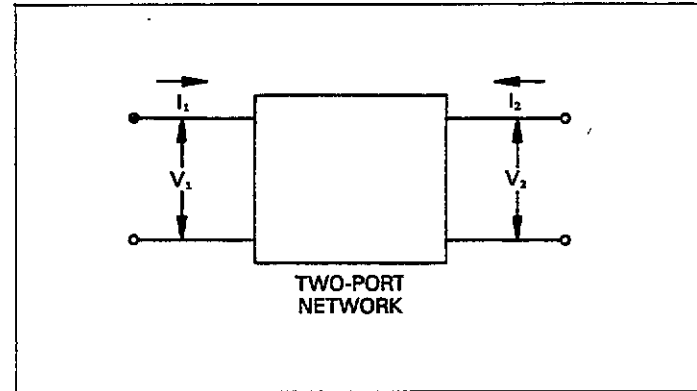 I₁ I₂
V₁ V₂
TWO-PORT
NETWORK